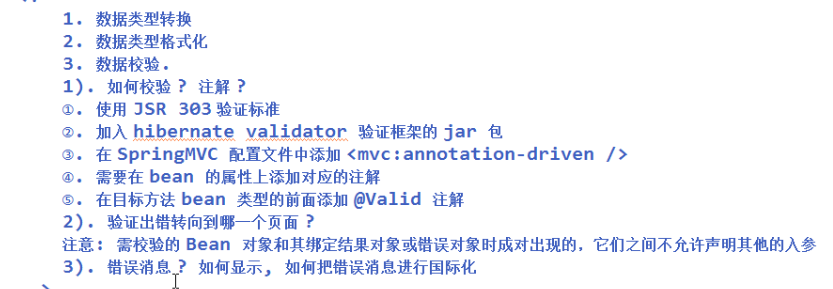 1. 数据类型转换
2. 数据类型格式化
3. 数据校验.
1). 如何校验 ? 注解 ?
①. 使用 JSR 303 验证标准
②. 加入 hibernate validator 验证框架的 jar 包
③. 在 SpringMVC 配置文件中添加 <mvc:annotation-driven />
④. 需要在 bean 的属性上添加对应的注解
⑤. 在目标方法 bean 类型的前面添加 @Valid 注解
2). 验证出错转向到哪一个页面 ?
注意: 需校验的 Bean 对象和其绑定结果对象或错误对象时成对出现的，它们之间不允许声明其他的入参
3). 错误消息 ? 如何显示, 如何把错误消息进行国际化